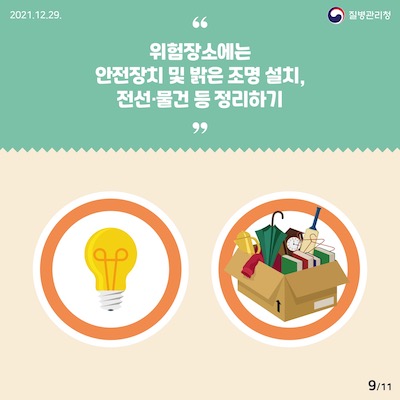 2021.12.29.
질병관리청
“
위험장소에는
안전장치 및 밝은 조명 설치,
전선·물건 등 정리하기
”
9/11